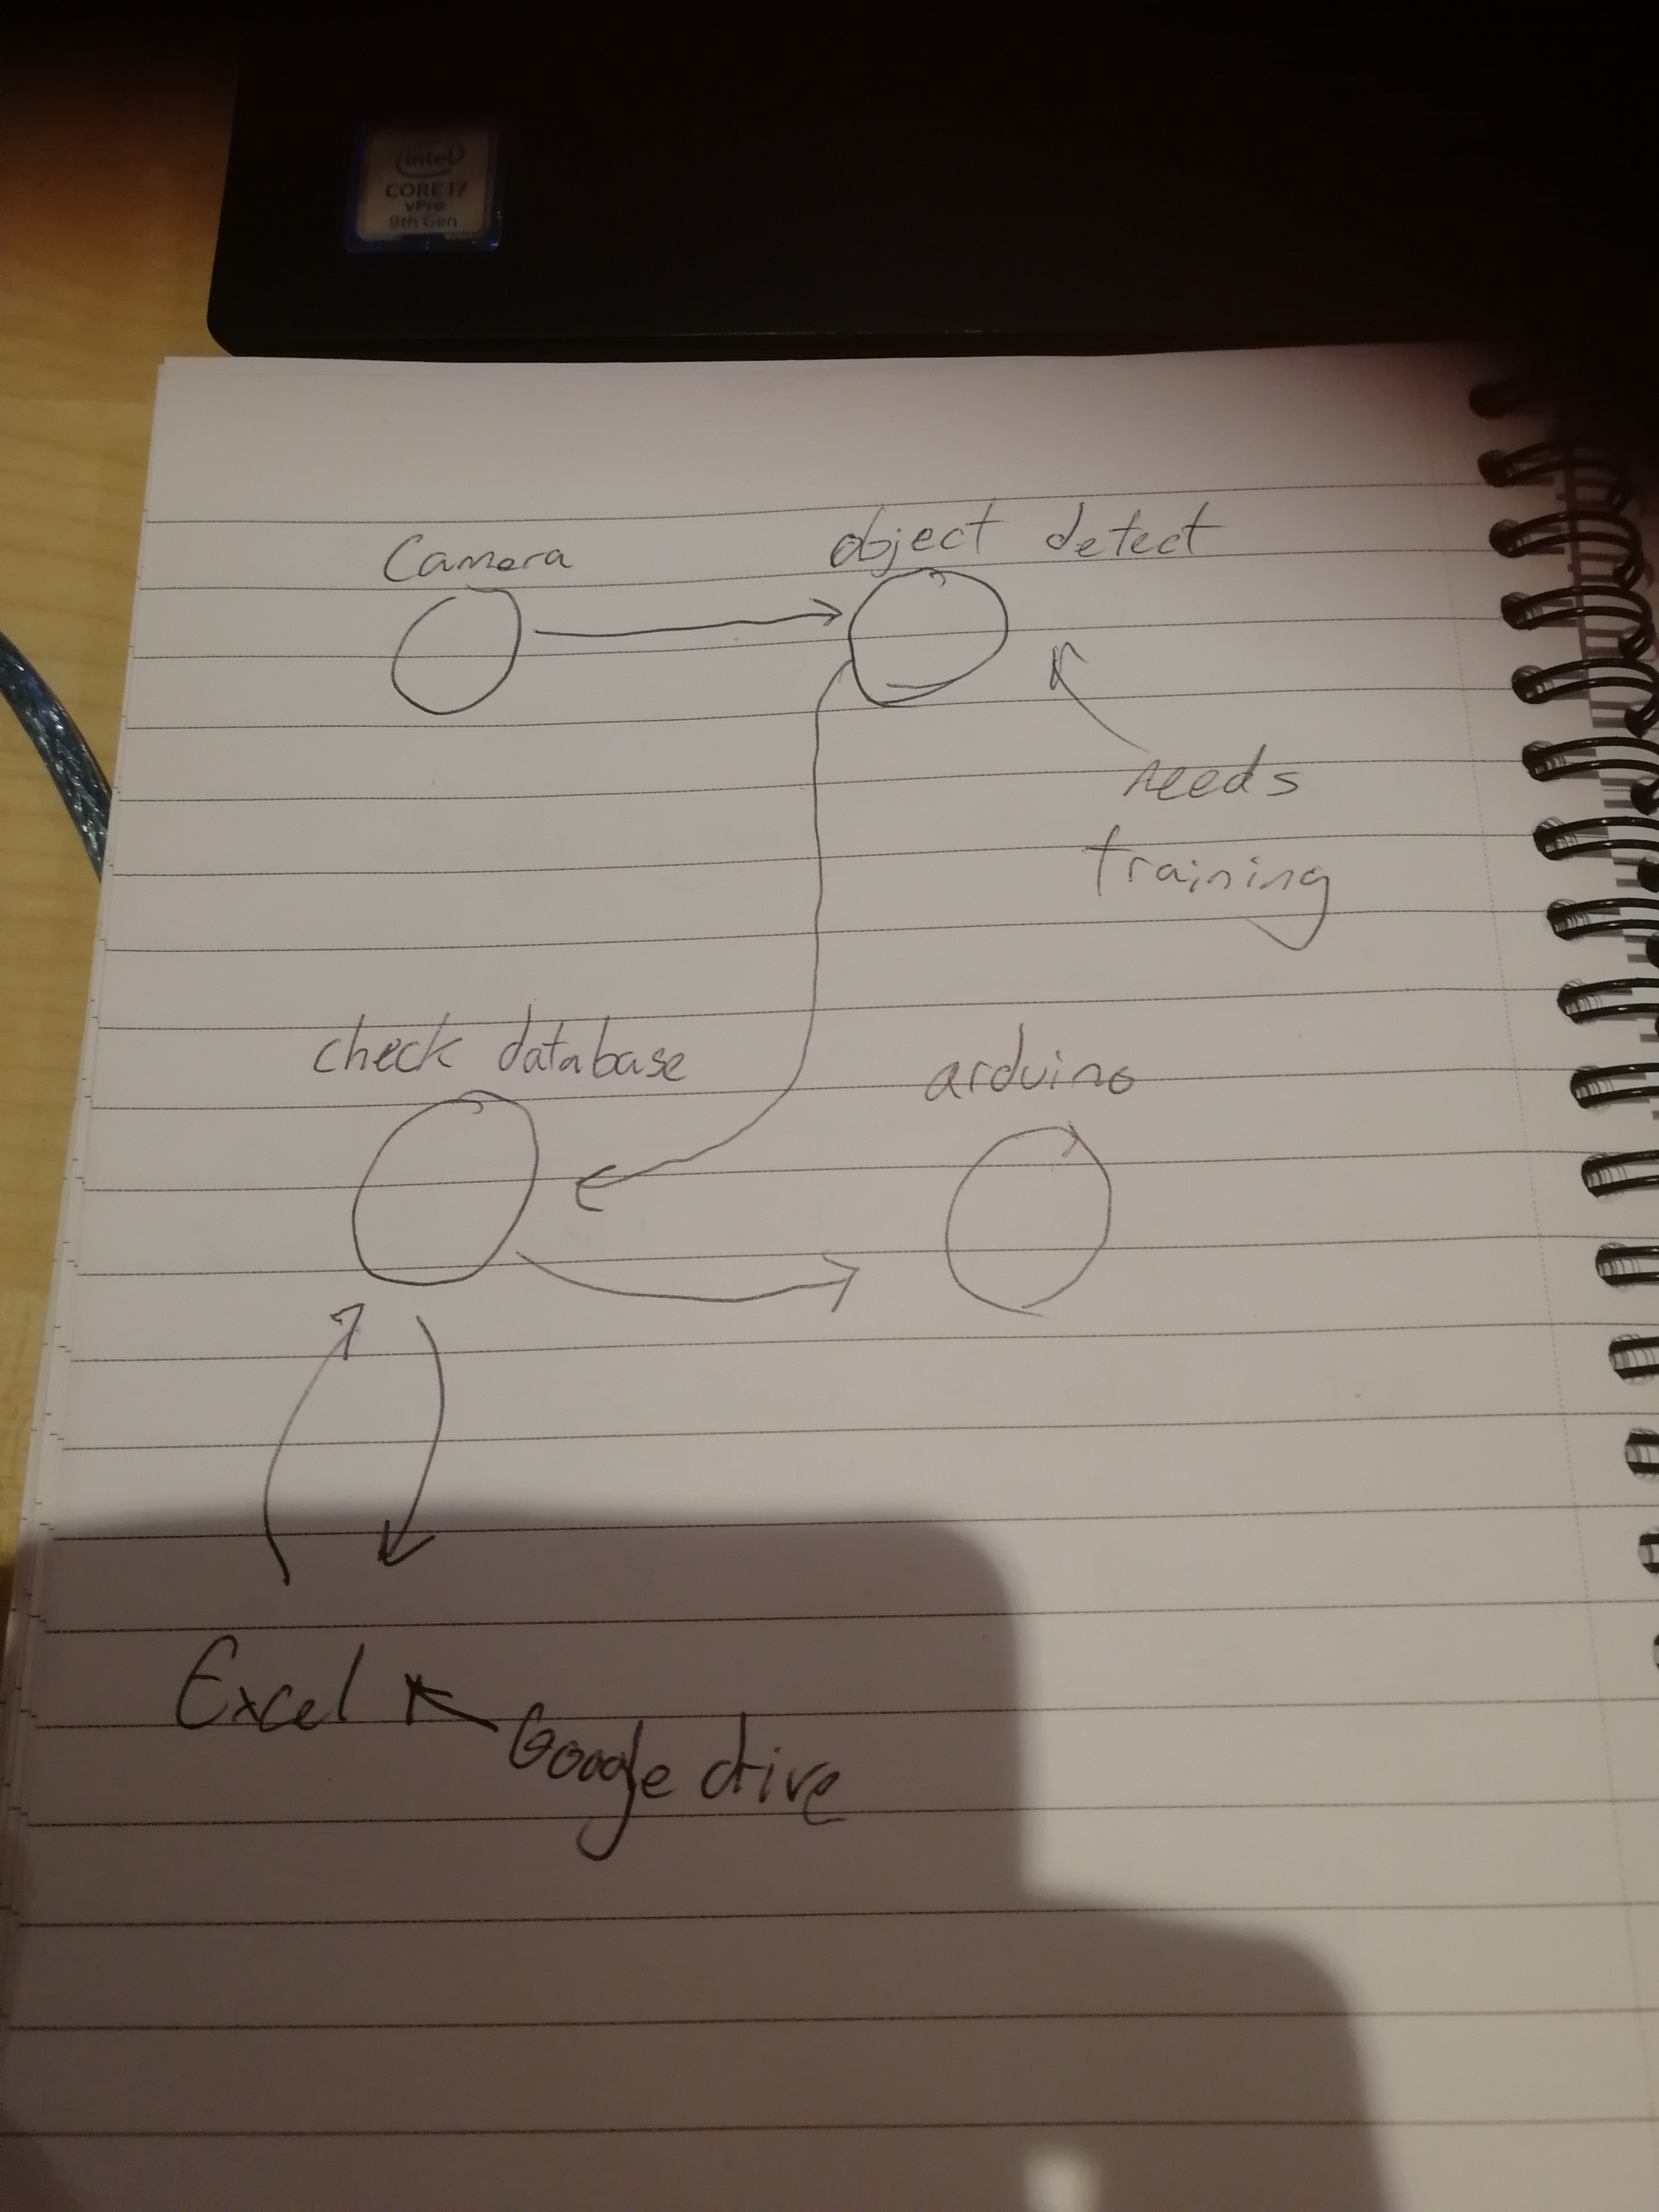 intel
CORE i7
vPro
9th Gen
Camera
object detect
needs
training
check database
arduino
Excel
Google drive